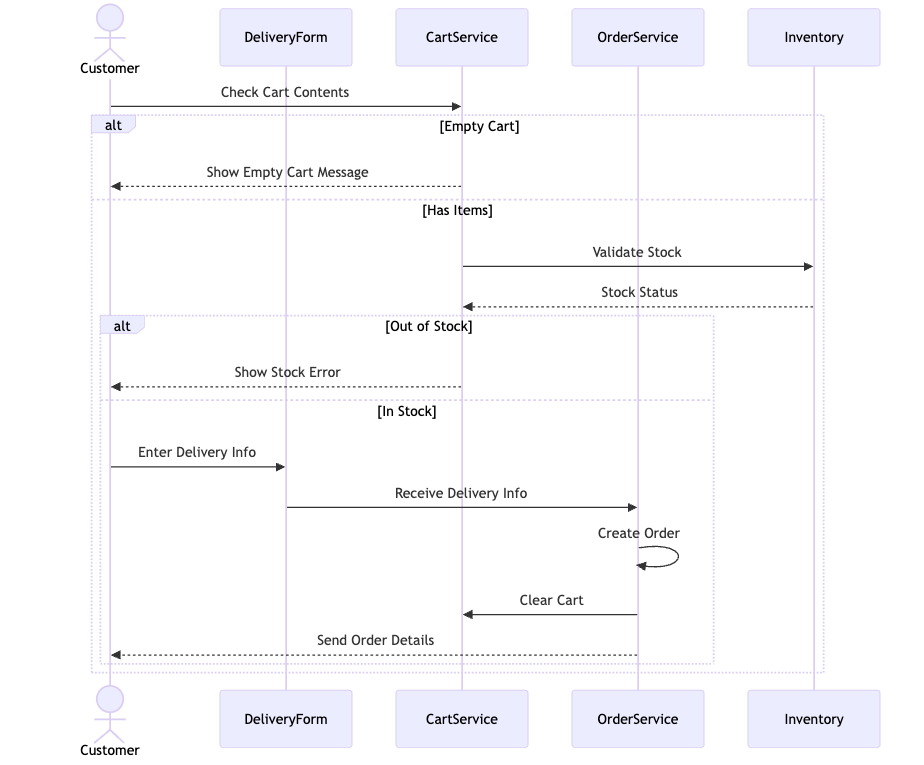 Customer
DeliveryForm
CartService
OrderService
Inventory
Check Cart Contents
alt
[Empty Cart]
Show Empty Cart Message
[Has Items]
Validate Stock
Stock Status
alt
[Out of Stock]
Show Stock Error
[In Stock]
Enter Delivery Info
Receive Delivery Info
Create Order
Clear Cart
Send Order Details
Customer
DeliveryForm
CartService
OrderService
Inventory